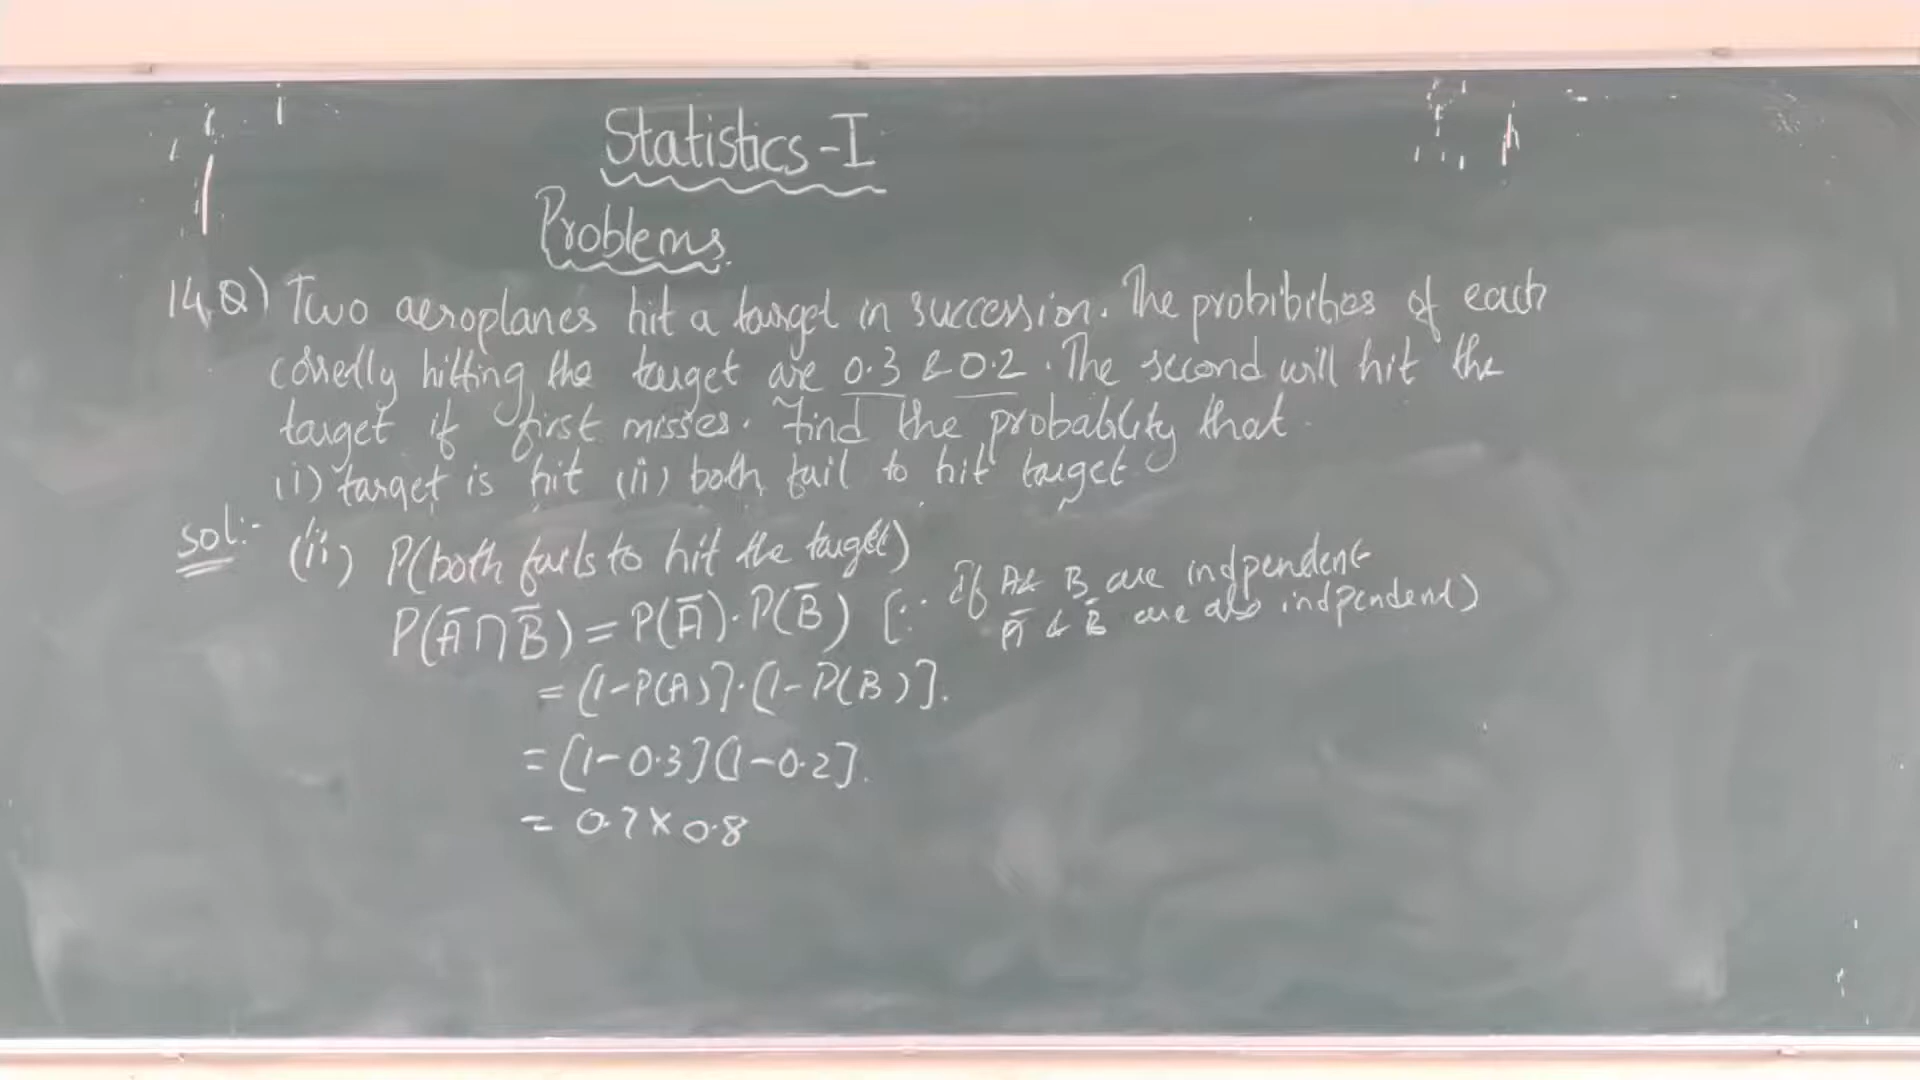 Statistics-I
Problems.
14,Q) Two aeroplanes hit a target in succession. The probibities of each
correctly hitting the target are 0.3 & 0.2. The second will hit the
target if first misses. Find the probability that
(i) target is hit (ii) both fail to hit target
Sol:-
(ii) P(both fails to hit the target)
P(A̅∩B̅) = P(A̅)·P(B̅) [∵ If A & B are indpendent
A̅ & B̅ are also indpendend)
= [1-P(A)]·[1-P(B)].
= [1-0.3][1-0.2].
= 0.7 × 0.8